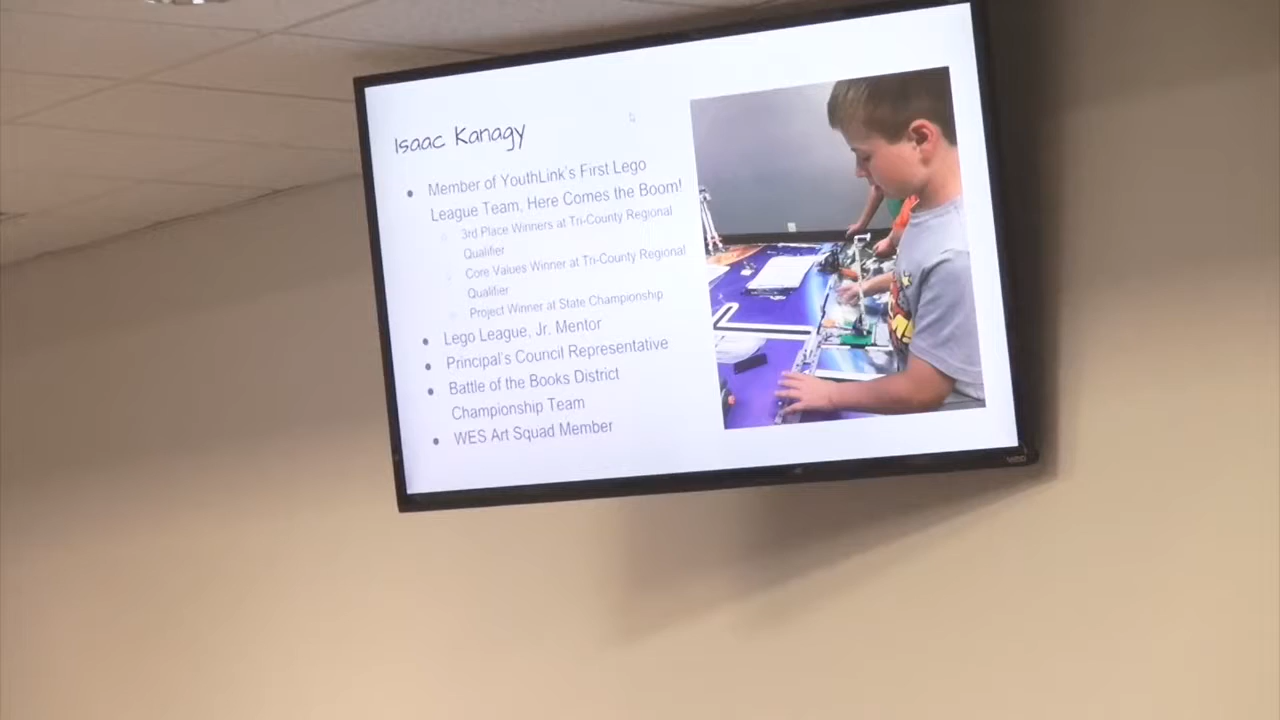 Isaac Kanagy
Member of YouthLink's First Lego
League Team, Here Comes the Boom!
3rd Place Winners at Tri-County Regional
Qualifier
Core Values Winner at Tri-County Regional
Qualifier
Project Winner at State Championship
Lego League, Jr. Mentor
Principal's Council Representative
Battle of the Books District
Championship Team
WES Art Squad Member
VIZIO